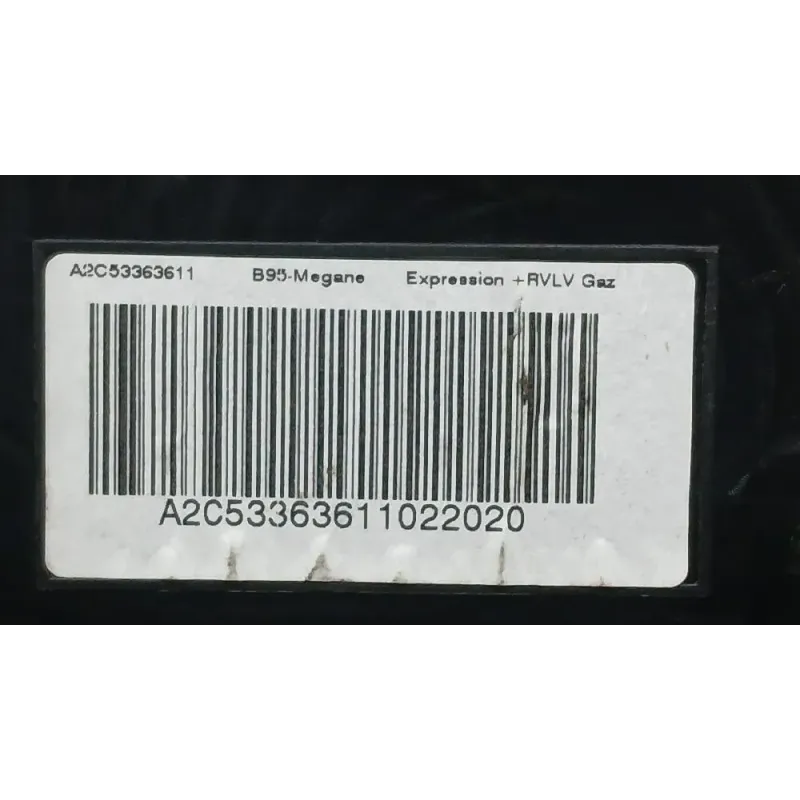 A2C53363611 B95-Megane Expression +RVLV Gaz
A2C53363611022020